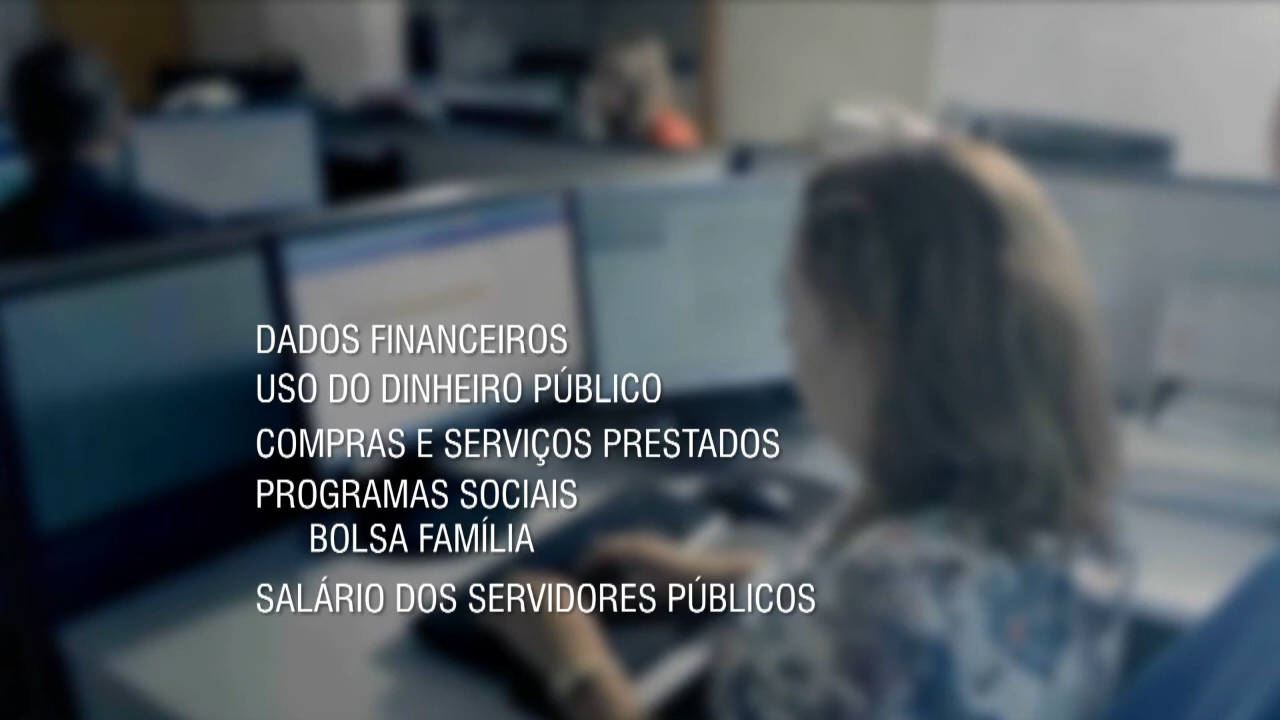 DADOS FINANCEIROS
USO DO DINHEIRO PÚBLICO
COMPRAS E SERVIÇOS PRESTADOS
PROGRAMAS SOCIAIS
BOLSA FAMÍLIA
SALÁRIO DOS SERVIDORES PÚBLICOS